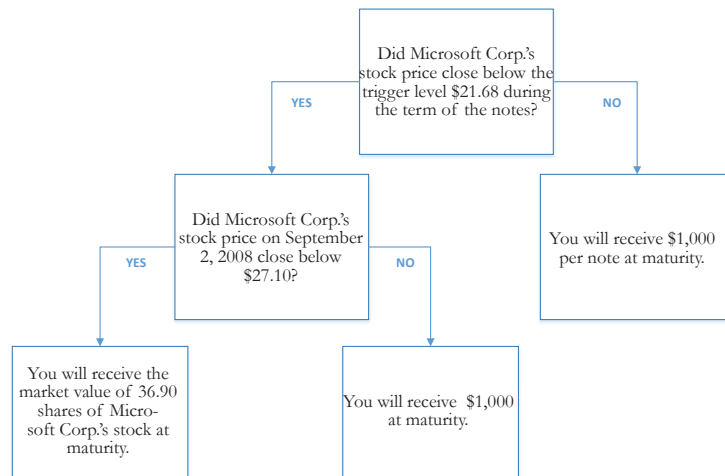 Did Microsoft Corp.'s
stock price close below the
trigger level $21.68 during
the term of the notes?
YES
NO
Did Microsoft Corp.'s
stock price on September
2, 2008 close below
$27.10?
You will receive $1,000
per note at maturity.
YES
NO
You will receive the
market value of 36.90
shares of Micro-
soft Corp.'s stock at
maturity.
You will receive $1,000
at maturity.